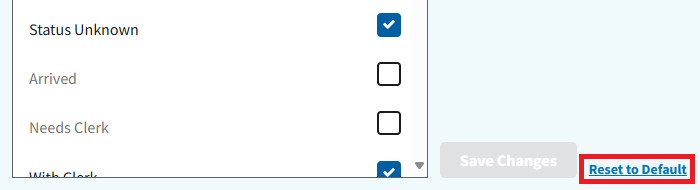 Status Unknown
Arrived
Needs Clerk
With Clerk
Save Changes
Reset to Default